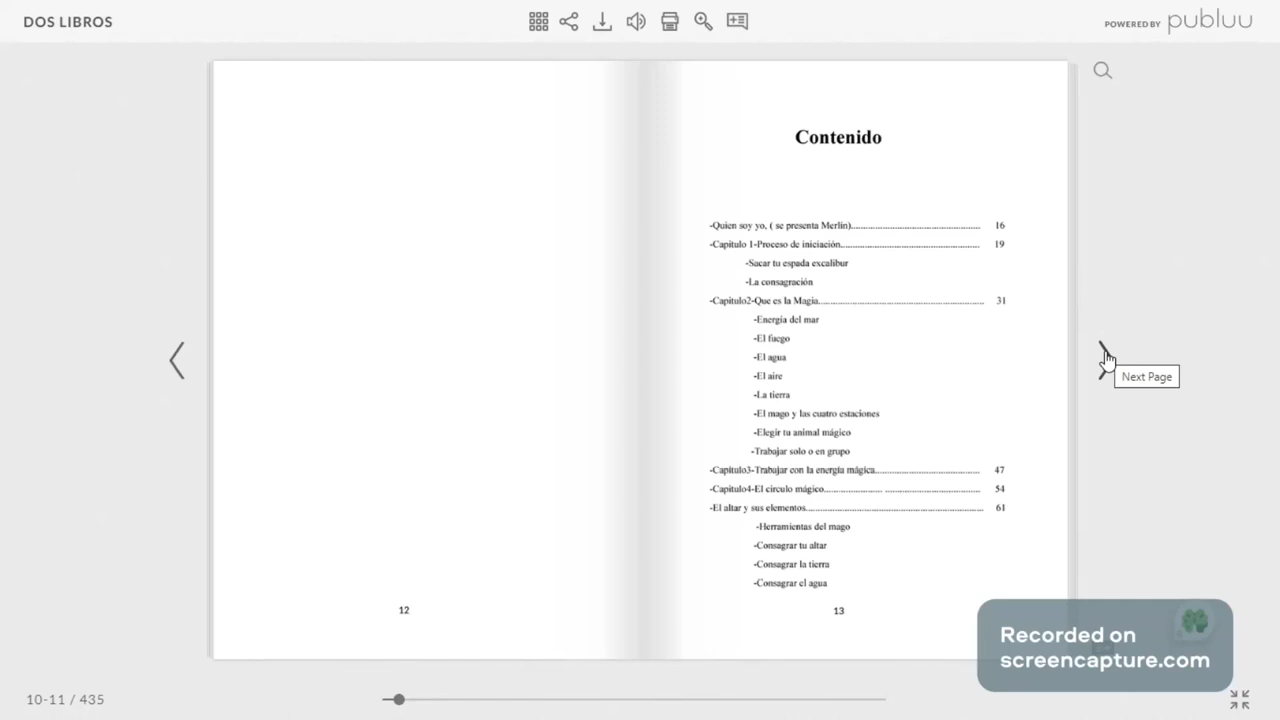 DOS LIBROS
POWERED BY publuu
Contenido
-Quien soy yo, ( se presenta Merlín)........................................................ 16
-Capitulo 1-Proceso de iniciación............................................................ 19
-Sacar tu espada excalibur
-La consagración
-Capitulo2-Que es la Magia..................................................................... 31
-Energía del mar
-El fuego
-El agua
-El aire
-La tierra
-El mago y las cuatro estaciones
-Elegir tu animal mágico
-Trabajar solo o en grupo
-Capitulo3-Trabajar con la energía mágica............................................ 47
-Capitulo4-El circulo mágico......................... ........................................ 54
-El altar y sus elementos........................................................................ 61
-Herramientas del mago
-Consagrar tu altar
-Consagrar la tierra
-Consagrar el agua
12
13
Next Page
Recorded on
screencapture.com
10-11 / 435